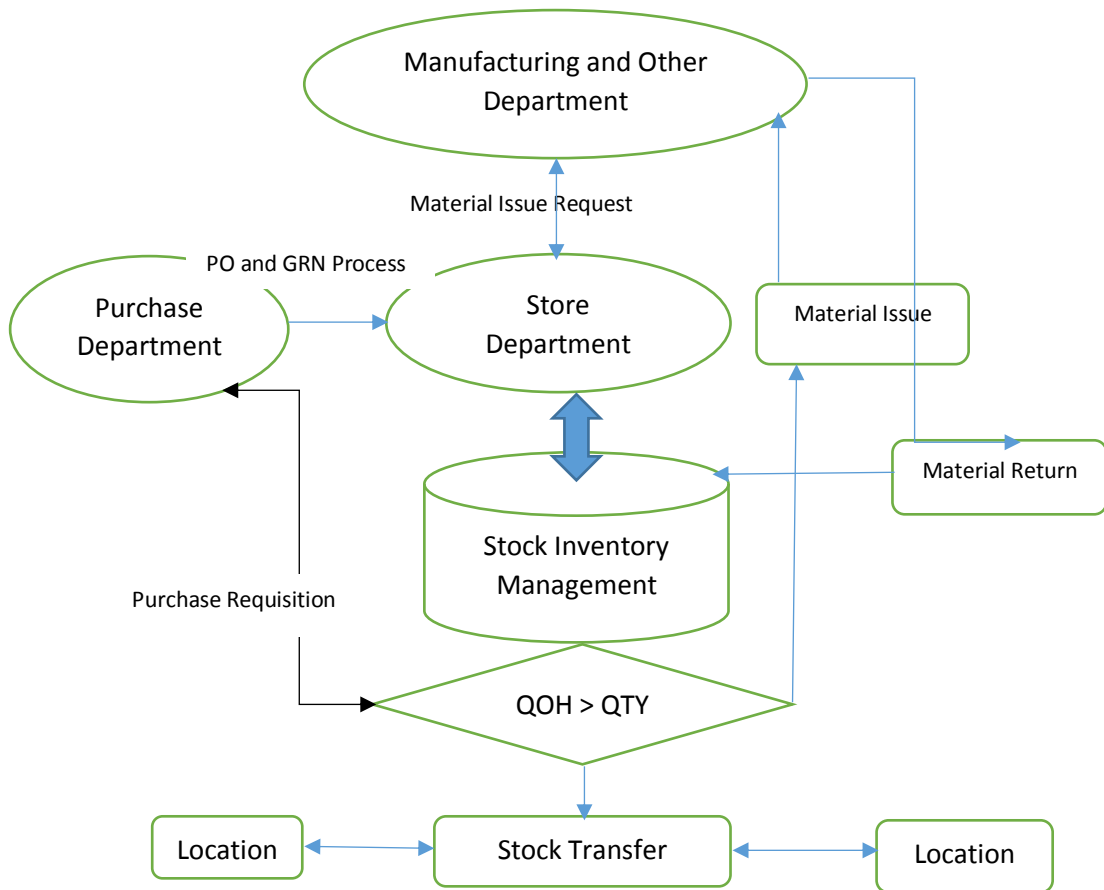 Manufacturing and Other
Department
Material Issue Request
PO and GRN Process
Purchase
Department
Store
Department
Material Issue
Material Return
Stock Inventory
Management
Purchase Requisition
QOH > QTY
Location
Stock Transfer
Location